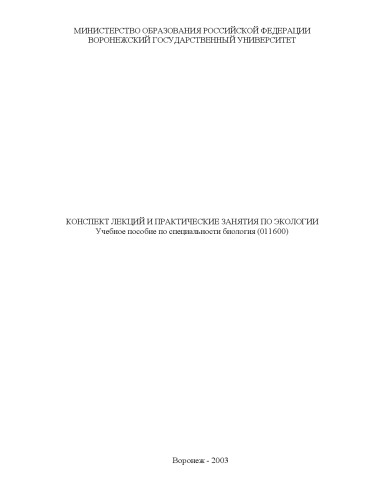 МИНИСТЕРСТВО ОБРАЗОВАНИЯ РОССИЙСКОЙ ФЕДЕРАЦИИ
ВОРОНЕЖСКИЙ ГОСУДАРСТВЕННЫЙ УНИВЕРСИТЕТ
КОНСПЕКТ ЛЕКЦИЙ И ПРАКТИЧЕСКИЕ ЗАНЯТИЯ ПО ЭКОЛОГИИ
Учебное пособие по специальности биология (011600)
Воронеж - 2003